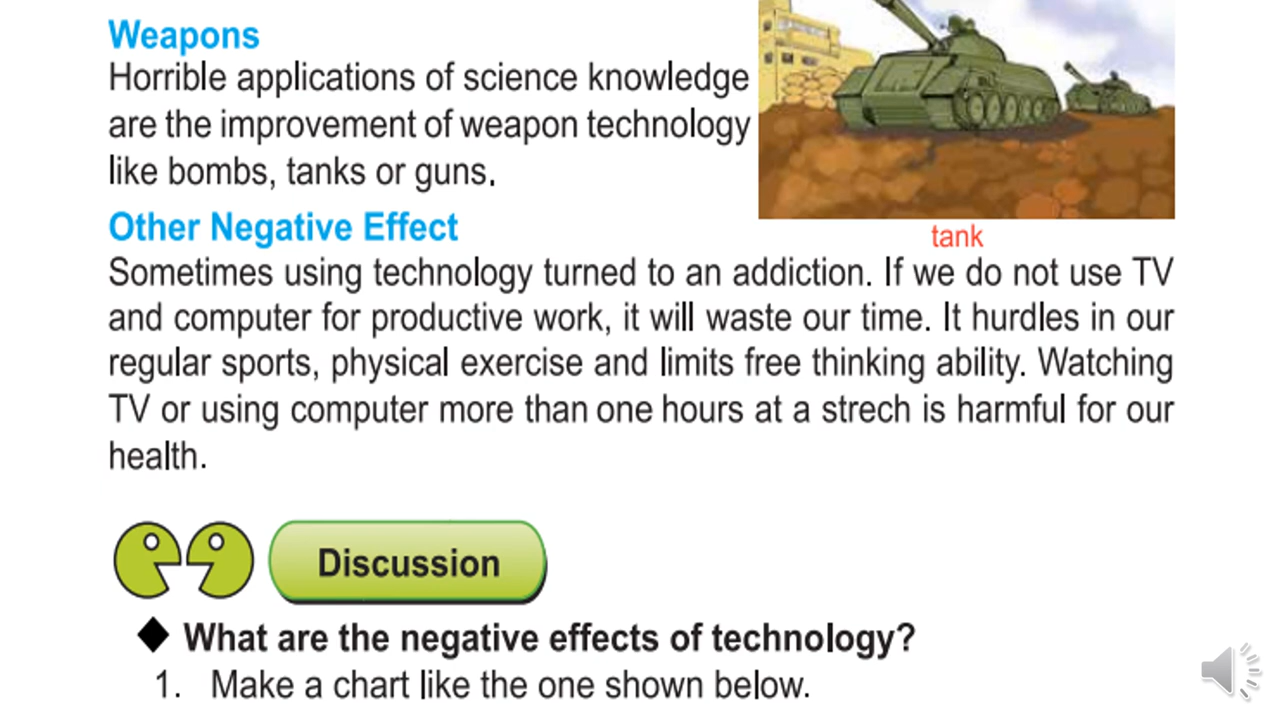 Weapons
Horrible applications of science knowledge
are the improvement of weapon technology
like bombs, tanks or guns.
tank
Other Negative Effect
Sometimes using technology turned to an addiction. If we do not use TV
and computer for productive work, it will waste our time. It hurdles in our
regular sports, physical exercise and limits free thinking ability. Watching
TV or using computer more than one hours at a strech is harmful for our
health.
Discussion
◆ What are the negative effects of technology?
1. Make a chart like the one shown below.